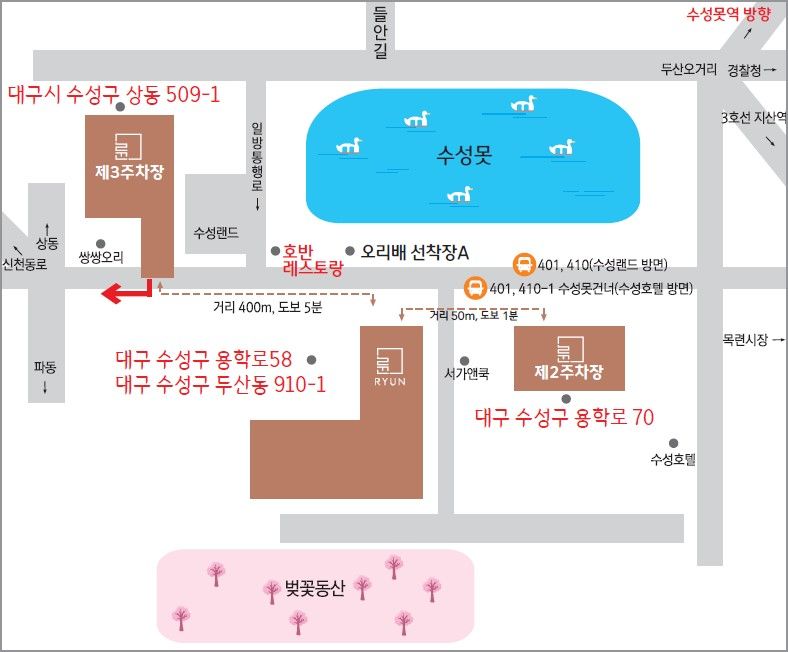 수성못역 방향
들안길
두산오거리
경찰청 →
대구시 수성구 상동 509-1
3호선 지산역
일방통행로
제3주차장
수성못
수성랜드
상동
쌍쌍오리
신천동로
호반
레스토랑
오리배 선착장A
401, 410(수성랜드 방면)
401, 410-1 수성못건너(수성호텔 방면)
거리 400m, 도보 5분
거리 50m, 도보 1분
목련시장 →
대구 수성구 용학로58
대구 수성구 두산동 910-1
파동
RYUN
서가앤쿡
제2주차장
대구 수성구 용학로 70
수성호텔
벚꽃동산